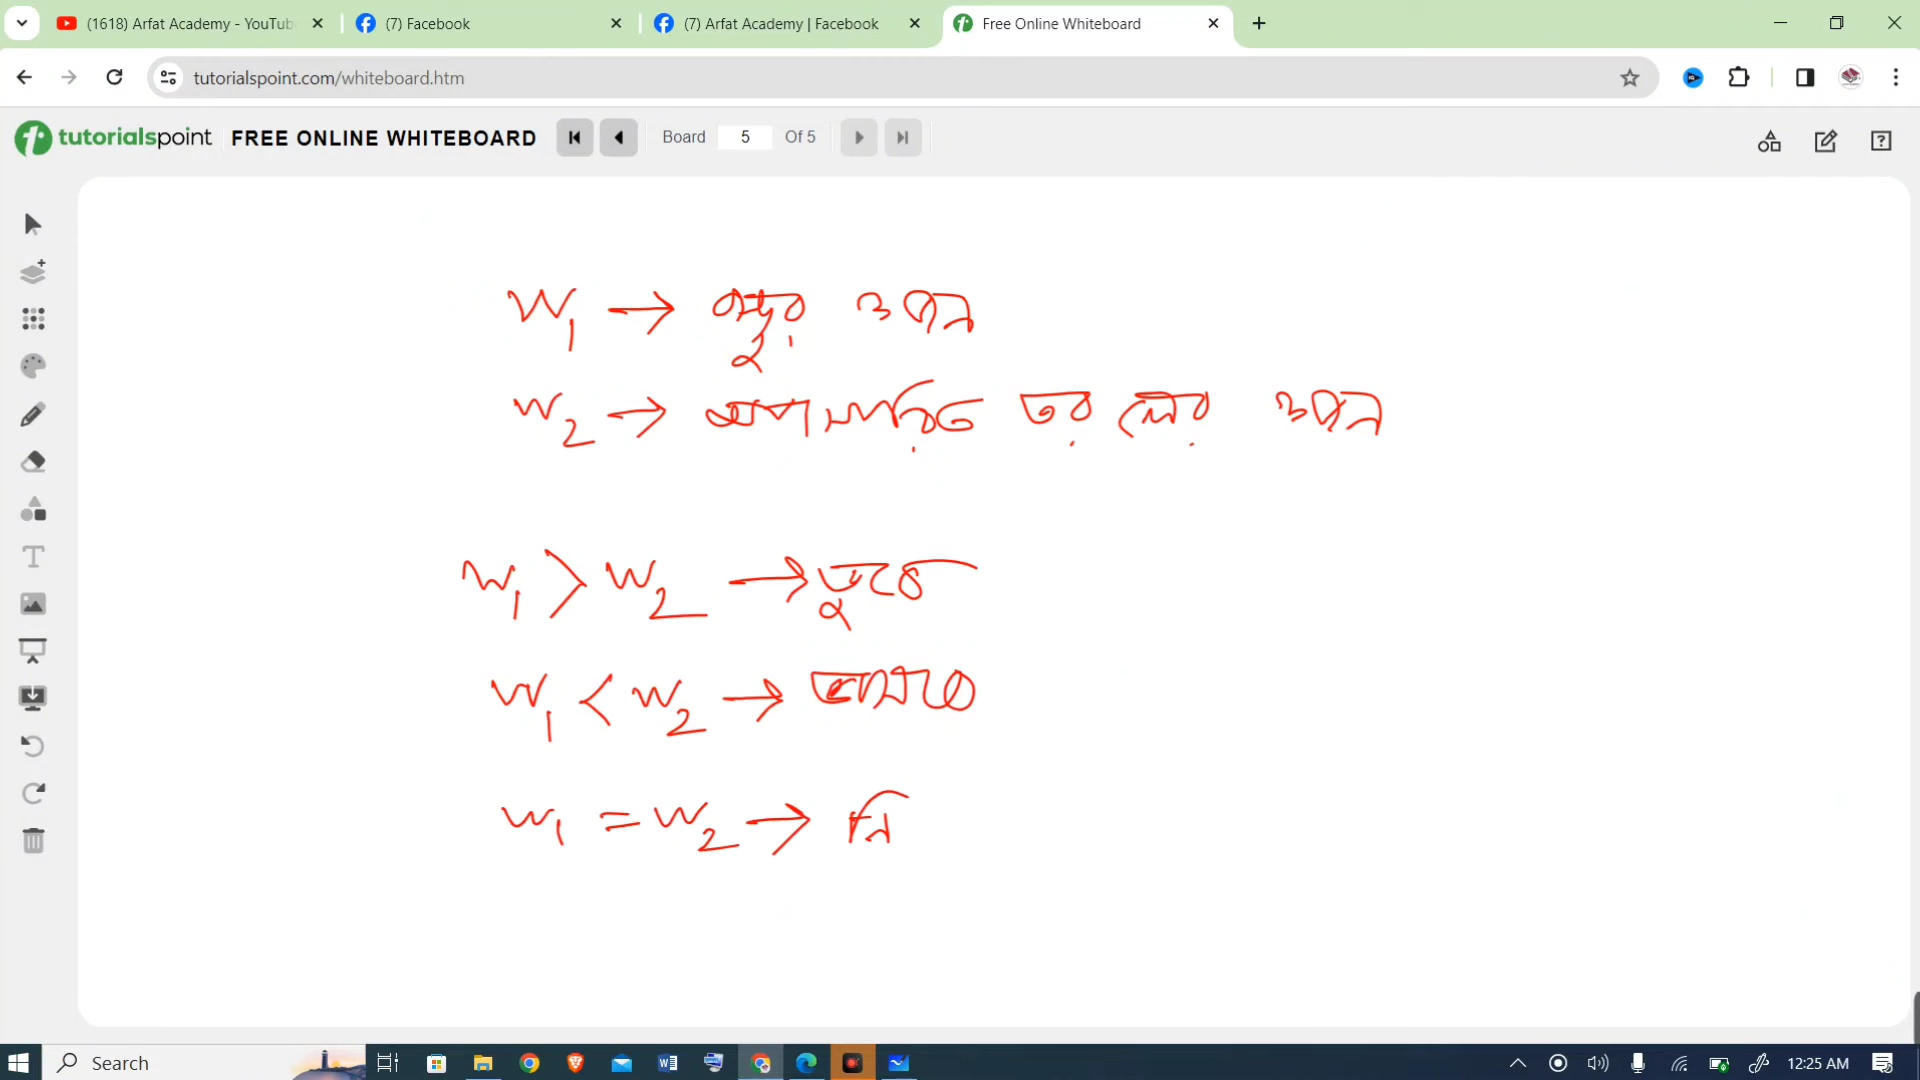 (1618) Arfat Academy - YouTub
(7) Facebook
(7) Arfat Academy | Facebook
Free Online Whiteboard
tutorialspoint.com/whiteboard.htm
tutorialspoint FREE ONLINE WHITEBOARD Board 5 Of 5
W1 → বস্তুর ওজন
W2 → অপসারিত তরলের ওজন
W1 > W2 → ডুবে
W1 < W2 →
W1 = W2 → নি
Search
12:25 AM